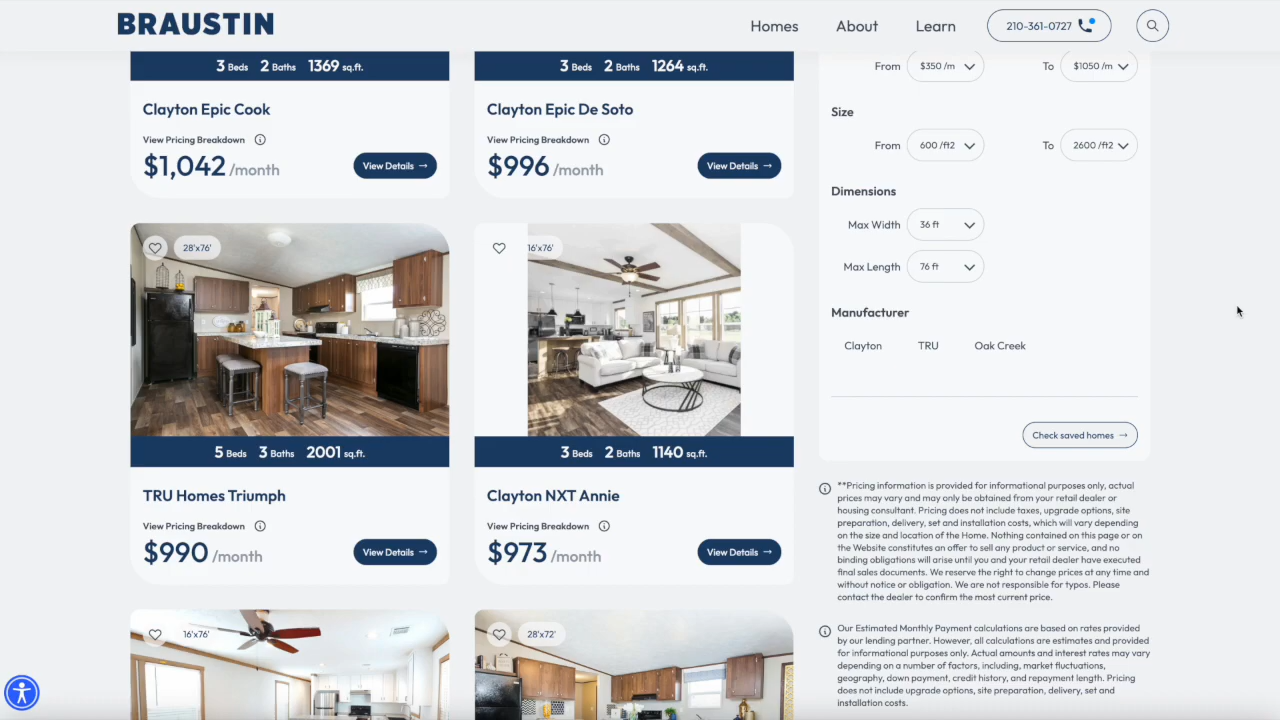 BRAUSTIN
Homes
About
Learn
210-361-0727
3 Beds 2 Baths 1369 sq.ft.
Clayton Epic Cook
View Pricing Breakdown
$1,042 /month
View Details →
3 Beds 2 Baths 1264 sq.ft.
Clayton Epic De Soto
View Pricing Breakdown
$996 /month
View Details →
28'x76'
5 Beds 3 Baths 2001 sq.ft.
TRU Homes Triumph
View Pricing Breakdown
$990 /month
View Details →
16'x76'
3 Beds 2 Baths 1140 sq.ft.
Clayton NXT Annie
View Pricing Breakdown
$973 /month
View Details →
16'x76'
28'x72'
From $350 /m To $1050 /m
Size
From 600 /ft2 To 2600 /ft2
Dimensions
Max Width 36 ft
Max Length 76 ft
Manufacturer
Clayton TRU Oak Creek
Check saved homes →
**Pricing information is provided for informational purposes only, actual
prices may vary and may only be obtained from your retail dealer or
housing consultant. Pricing does not include taxes, upgrade options, site
preparation, delivery, set and installation costs, which will vary depending
on the size and location of the Home. Nothing contained on this page or on
the Website constitutes an offer to sell any product or service, and no
binding obligations will arise until you and your retail dealer have executed
final sales documents. We reserve the right to change prices at any time and
without notice or obligation. We are not responsible for typos. Please
contact the dealer to confirm the most current price.
Our Estimated Monthly Payment calculations are based on rates provided
by our lending partner. However, all calculations are estimates and provided
for informational purposes only. Actual amounts and interest rates may vary
depending on a number of factors, including, market fluctuations,
geography, down payment, credit history, and repayment length. Pricing
does not include upgrade options, site preparation, delivery, set and
installation costs.